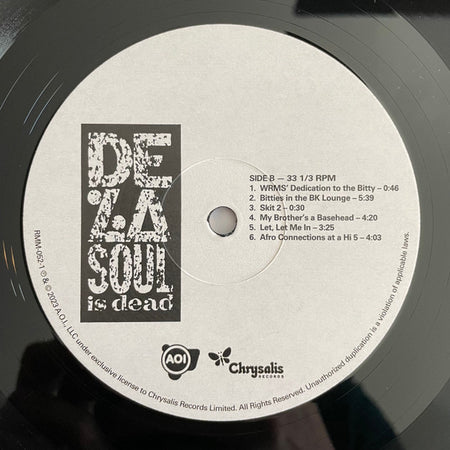 DE
LA
SOUL
is dead
SIDE B — 33 1/3 RPM
1. WRMS' Dedication to the Bitty – 0:46
2. Bitties in the BK Lounge – 5:39
3. Skit 2 – 0:30
4. My Brother's a Basehead – 4:20
5. Let, Let Me In – 3:25
6. Afro Connections at a Hi 5 – 4:03
AOI
Chrysalis
RECORDS
RMM-052-1 ℗ & © 2023 A.O.I., LLC under exclusive license to Chrysalis Records Limited. All Rights Reserved. Unauthorized duplication is a violation of applicable laws.